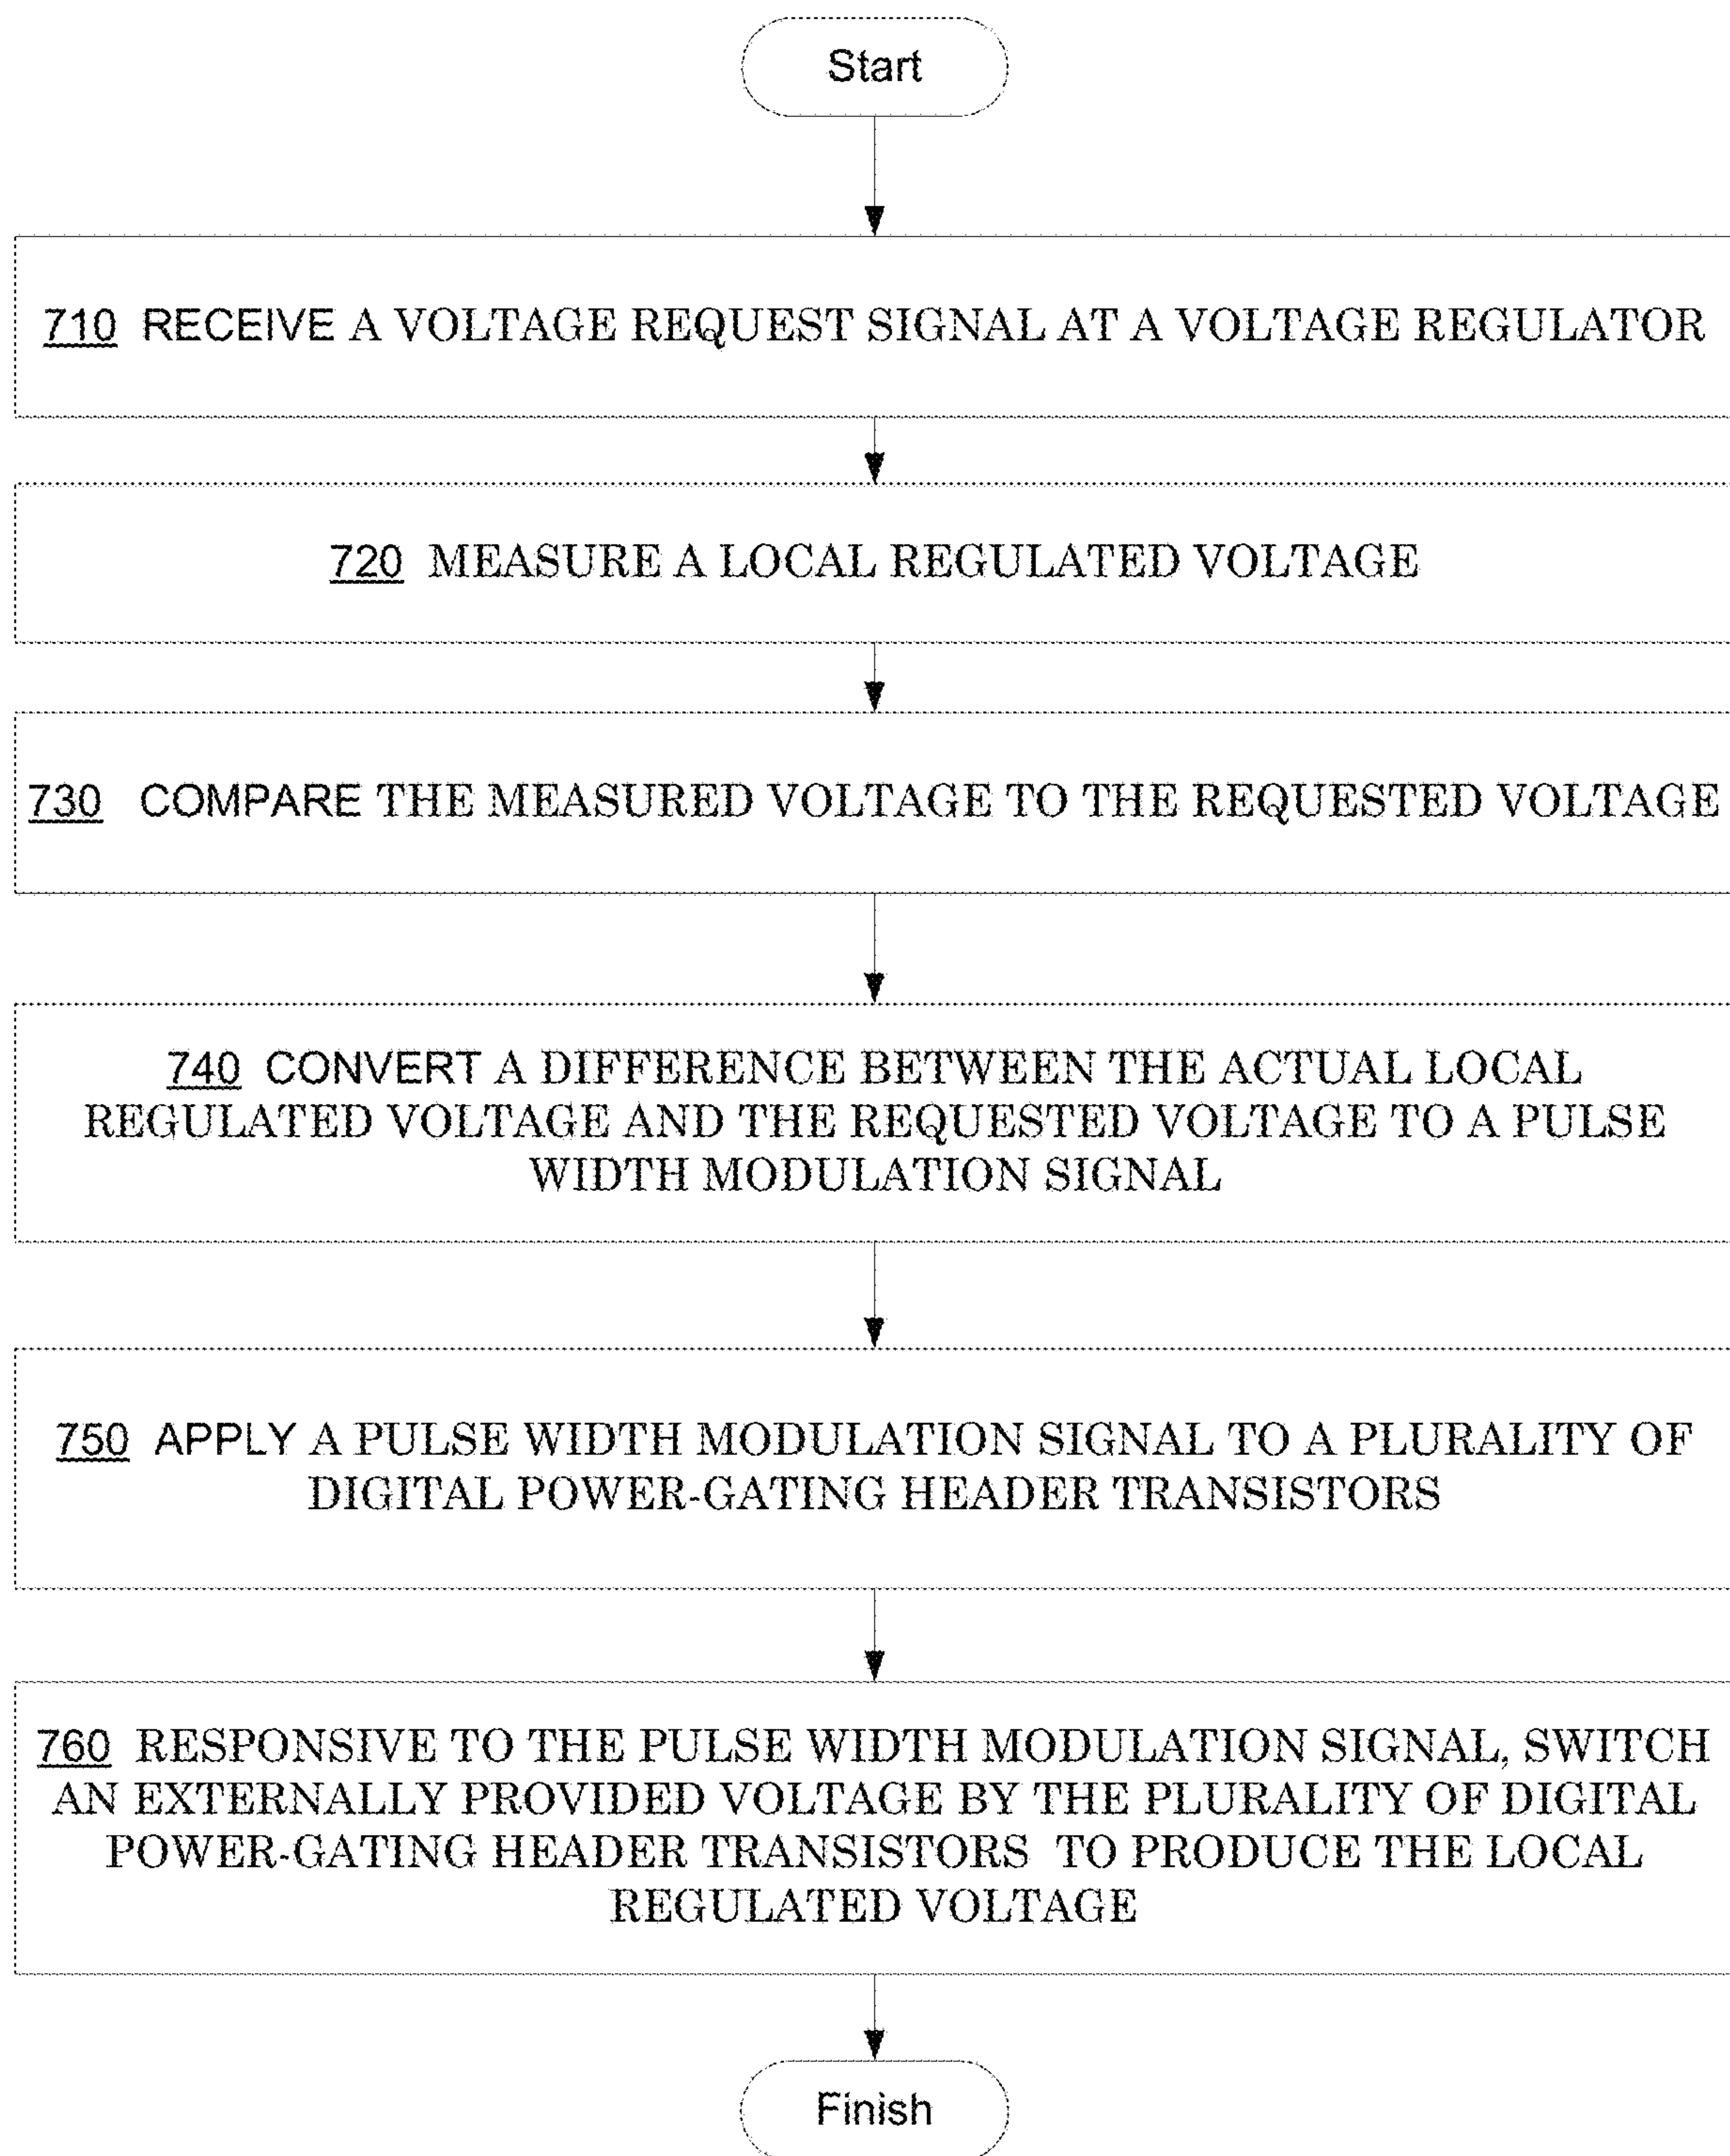 Start
710 RECEIVE A VOLTAGE REQUEST SIGNAL AT A VOLTAGE REGULATOR
720 MEASURE A LOCAL REGULATED VOLTAGE
730 COMPARE THE MEASURED VOLTAGE TO THE REQUESTED VOLTAGE
740 CONVERT A DIFFERENCE BETWEEN THE ACTUAL LOCAL
REGULATED VOLTAGE AND THE REQUESTED VOLTAGE TO A PULSE
WIDTH MODULATION SIGNAL
750 APPLY A PULSE WIDTH MODULATION SIGNAL TO A PLURALITY OF
DIGITAL POWER-GATING HEADER TRANSISTORS
760 RESPONSIVE TO THE PULSE WIDTH MODULATION SIGNAL, SWITCH
AN EXTERNALLY PROVIDED VOLTAGE BY THE PLURALITY OF DIGITAL
POWER-GATING HEADER TRANSISTORS TO PRODUCE THE LOCAL
REGULATED VOLTAGE
Finish